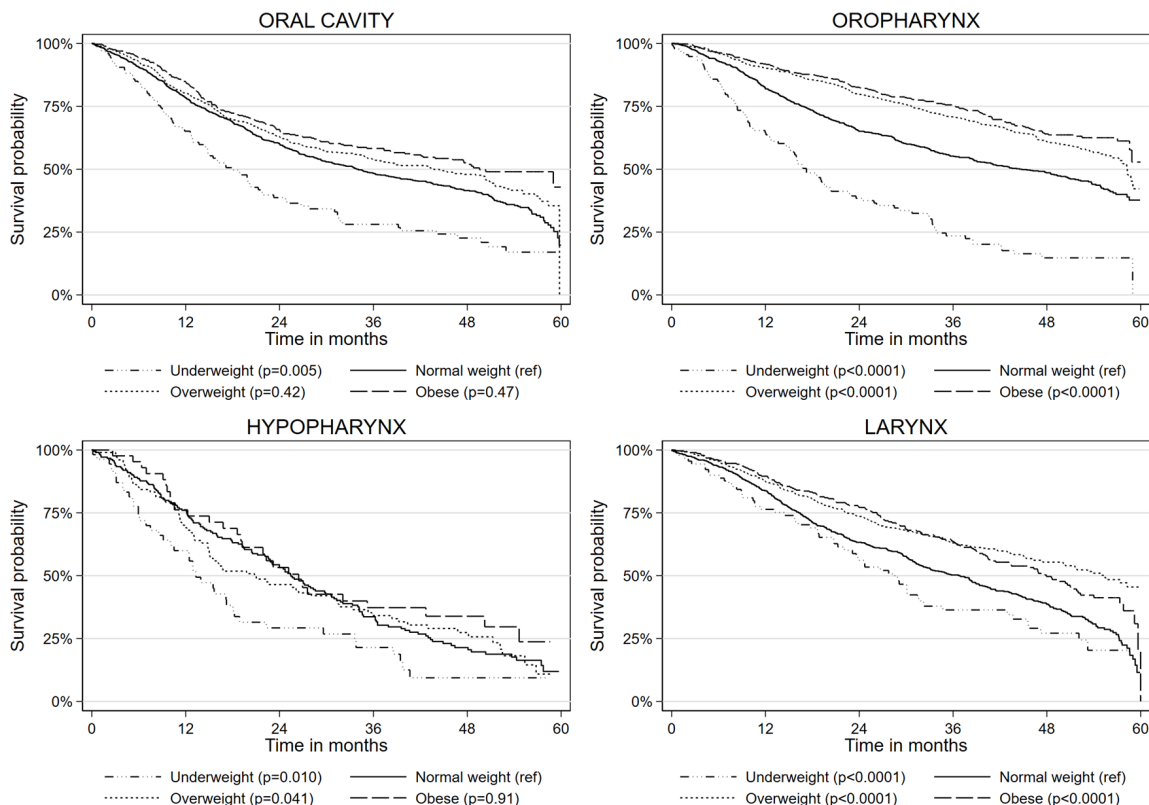 ORAL CAVITY
Survival probability
100%
75%
50%
25%
0%
0 12 24 36 48 60
Time in months
Underweight (p=0.005) Normal weight (ref)
Overweight (p=0.42) Obese (p=0.47)
OROPHARYNX
Survival probability
100%
75%
50%
25%
0%
0 12 24 36 48 60
Time in months
Underweight (p<0.0001) Normal weight (ref)
Overweight (p<0.0001) Obese (p<0.0001)
HYPOPHARYNX
Survival probability
100%
75%
50%
25%
0%
0 12 24 36 48 60
Time in months
Underweight (p=0.010) Normal weight (ref)
Overweight (p=0.041) Obese (p=0.91)
LARYNX
Survival probability
100%
75%
50%
25%
0%
0 12 24 36 48 60
Time in months
Underweight (p<0.0001) Normal weight (ref)
Overweight (p<0.0001) Obese (p<0.0001)